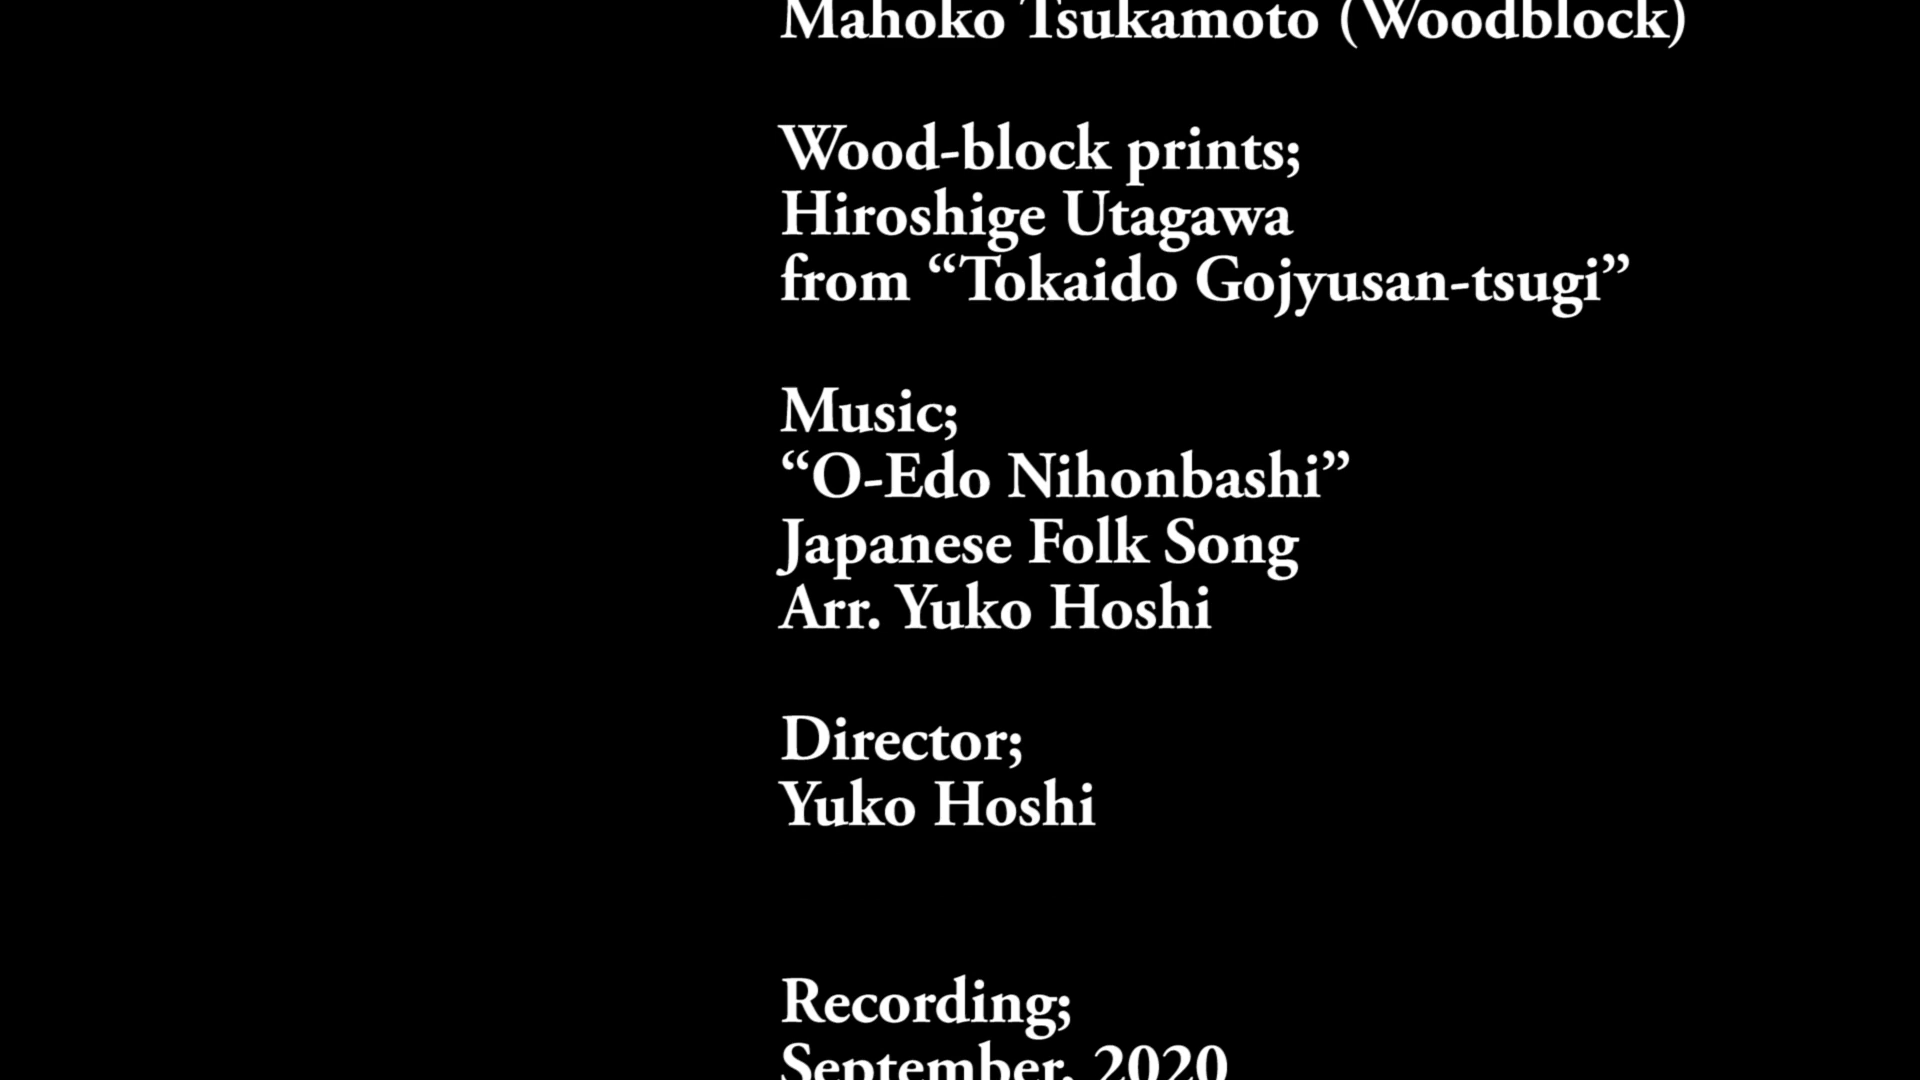 Mahoko Tsukamoto (Woodblock)
Wood-block prints;
Hiroshige Utagawa
from “Tokaido Gojyusan-tsugi”
Music;
“O-Edo Nihonbashi”
Japanese Folk Song
Arr. Yuko Hoshi
Director;
Yuko Hoshi
Recording;
September, 2020